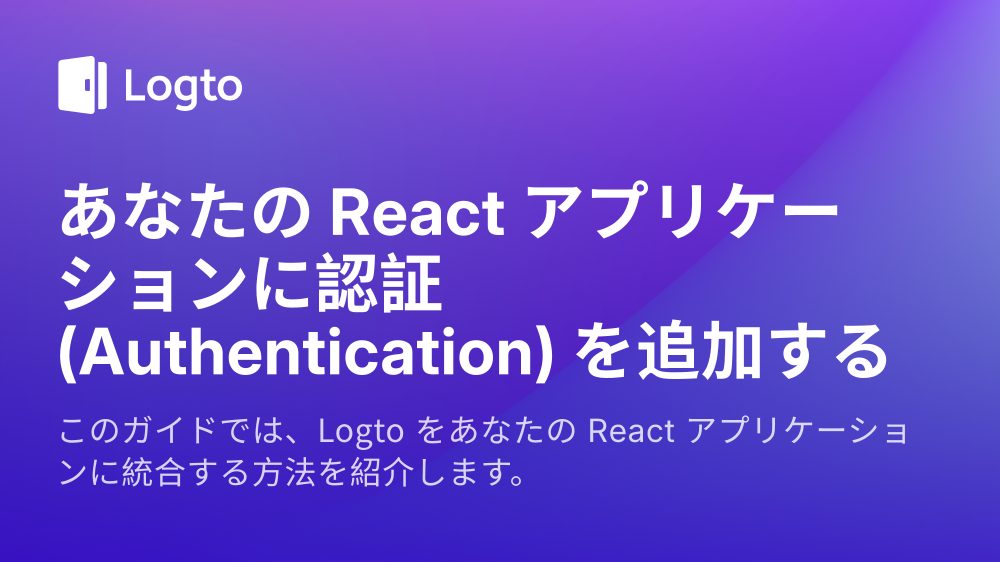 Logto
あなたの React アプリケー
ションに認証
(Authentication) を追加する
このガイドでは、Logto をあなたの React アプリケーショ
ンに統合する方法を紹介します。